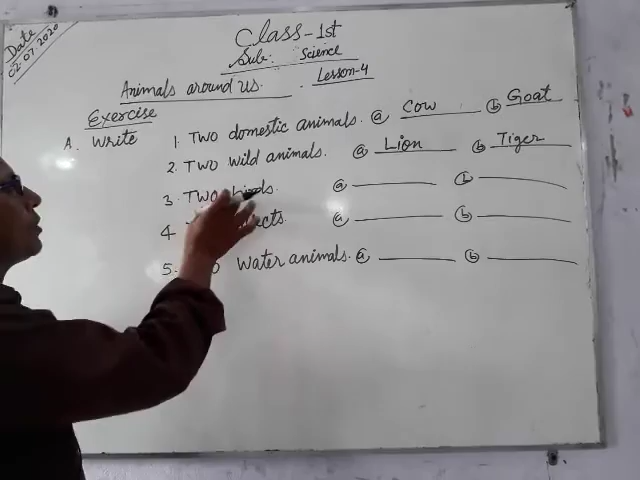 Date
02.07.2020
Class-1st
Sub: Science
Animals around us. Lesson-4
Exercise
A. Write 1. Two domestic animals. (a) Cow (b) Goat
2. Two wild animals. (a) Lion (b) Tiger
3. Two (a) (b)
4 (a) (b)
5. Water animals. (a) (b)